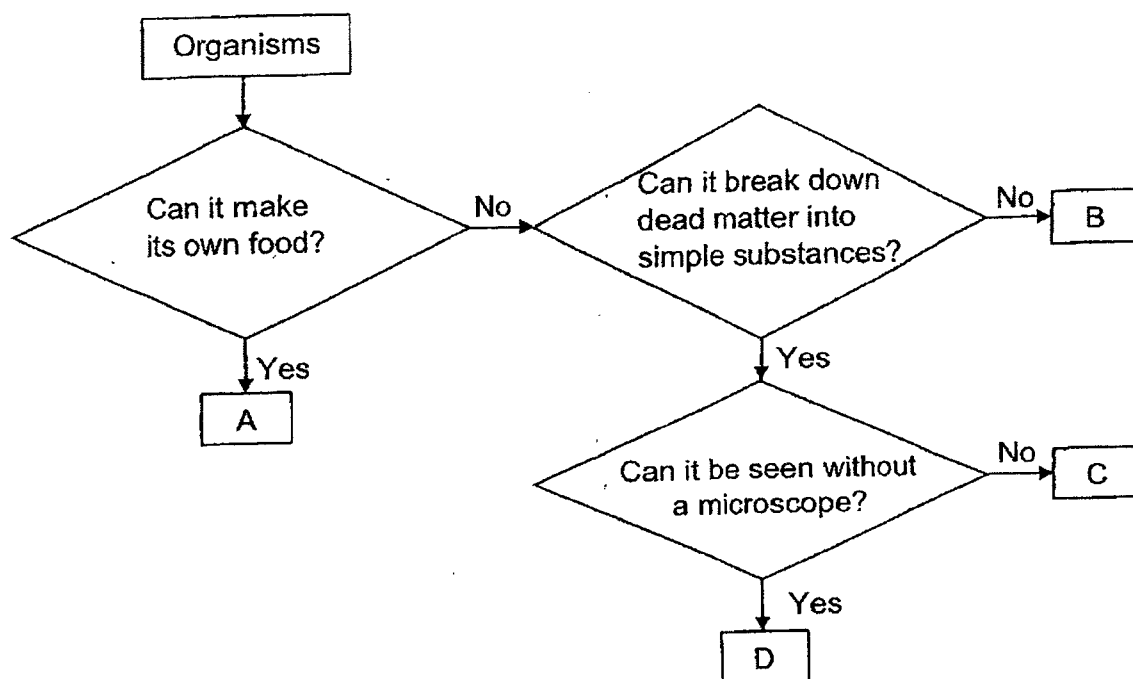 Organisms
Can it make
its own food?
No
Can it break down
dead matter into
simple substances?
No
B
Yes
A
Yes
Can it be seen without
a microscope?
No
C
Yes
D